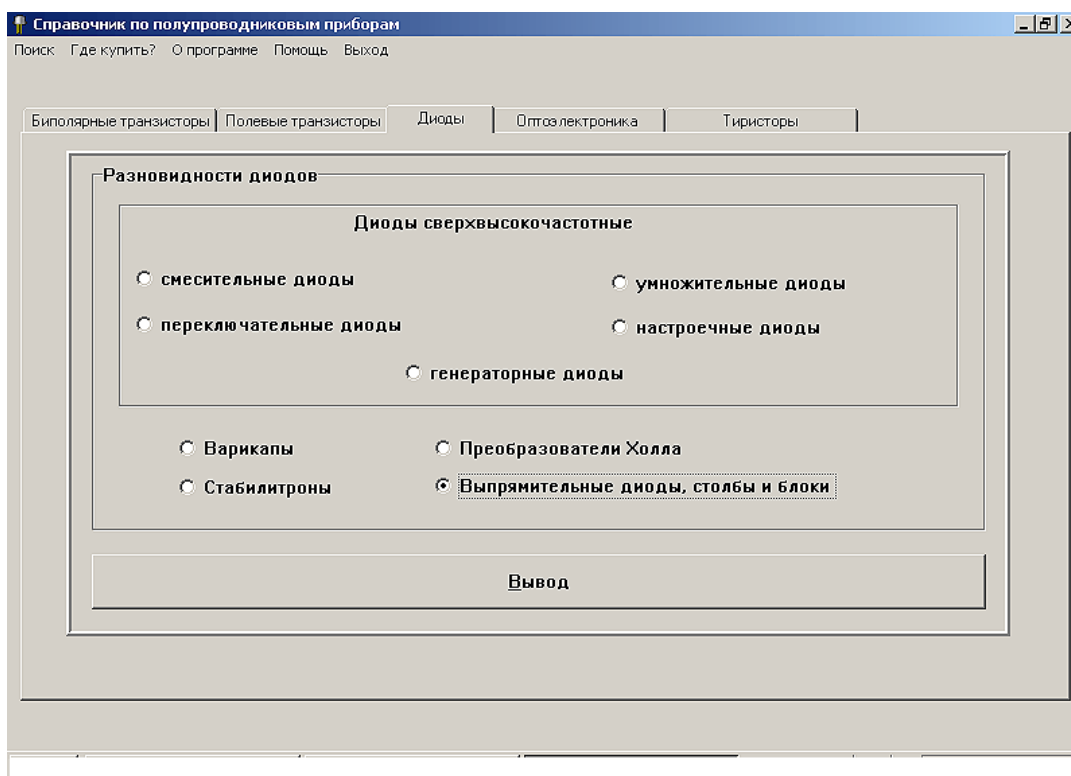 Справочник по полупроводниковым приборам
Поиск Где купить? О программе Помощь Выход
Биполярные транзисторы Полевые транзисторы Диоды Оптоэлектроника Тиристоры
Разновидности диодов
Диоды сверхвысокочастотные
смесительные диоды умножительные диоды
переключательные диоды настроечные диоды
генераторные диоды
Варикапы Преобразователи Холла
Стабилитроны Выпрямительные диоды, столбы и блоки
Вывод